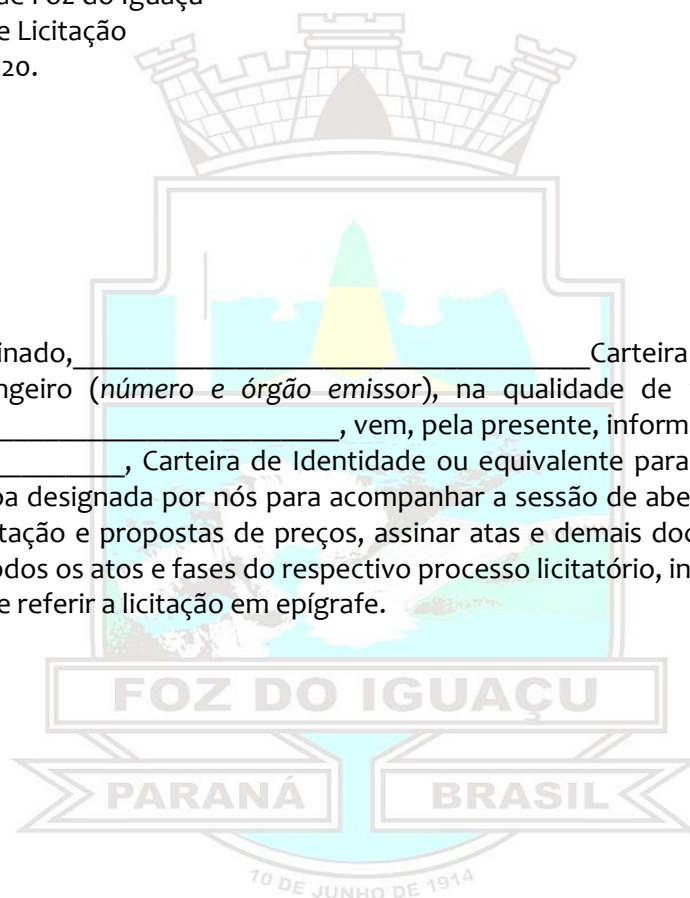 de Foz do Iguaçu
e Licitação
020.
inado,___________________________________Carteira
ngeiro (número e órgão emissor), na qualidade de
_______________________, vem, pela presente, inform
_________, Carteira de Identidade ou equivalente para
oa designada por nós para acompanhar a sessão de abe
tação e propostas de preços, assinar atas e demais doc
odos os atos e fases do respectivo processo licitatório, in
e referir a licitação em epígrafe.
FOZ DO IGUAÇU
PARANÁ BRASIL
10 DE JUNHO DE 1914